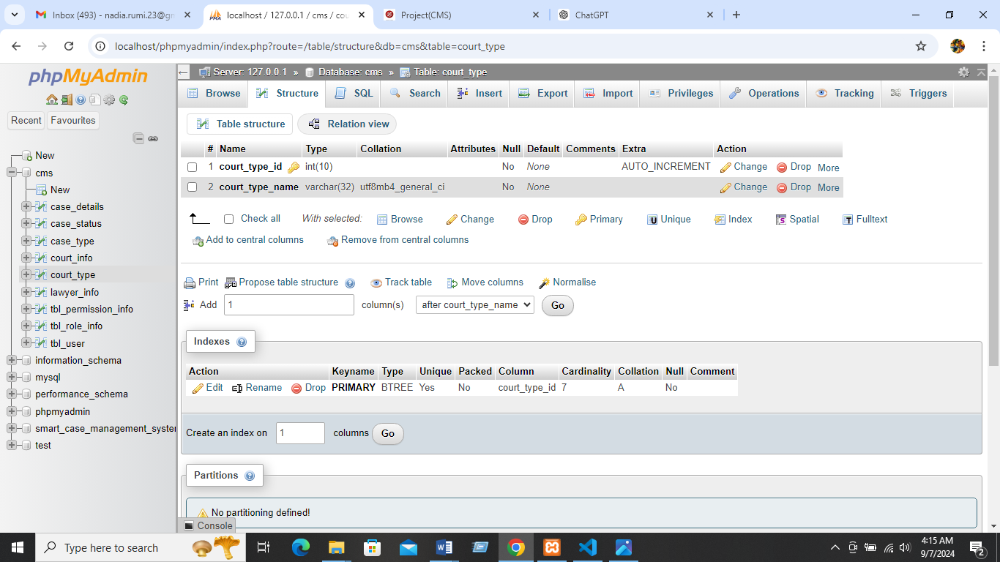 Inbox (493) - nadia.rumi.23@gm
localhost / 127.0.0.1 / cms / cou
Project(CMS)
ChatGPT
localhost/phpmyadmin/index.php?route=/table/structure&db=cms&table=court_type
phpMyAdmin
Recent Favourites
New
cms
New
case_details
case_status
case_type
court_info
court_type
lawyer_info
tbl_permission_info
tbl_role_info
tbl_user
information_schema
mysql
performance_schema
phpmyadmin
smart_case_management_system
test
Server: 127.0.0.1 » Database: cms » Table: court_type
Browse Structure SQL Search Insert Export Import Privileges Operations Tracking Triggers
Table structure Relation view
# Name Type Collation Attributes Null Default Comments Extra Action
1 court_type_id int(10) No None AUTO_INCREMENT Change Drop More
2 court_type_name varchar(32) utf8mb4_general_ci No None Change Drop More
Check all With selected: Browse Change Drop Primary Unique Index Spatial Fulltext
Add to central columns Remove from central columns
Print Propose table structure Track table Move columns Normalise
Add 1 column(s) after court_type_name Go
Indexes
Action Keyname Type Unique Packed Column Cardinality Collation Null Comment
Edit Rename Drop PRIMARY BTREE Yes No court_type_id 7 A No
Create an index on 1 columns Go
Partitions
No partitioning defined!
Console
Type here to search
4:15 AM
9/7/2024
2